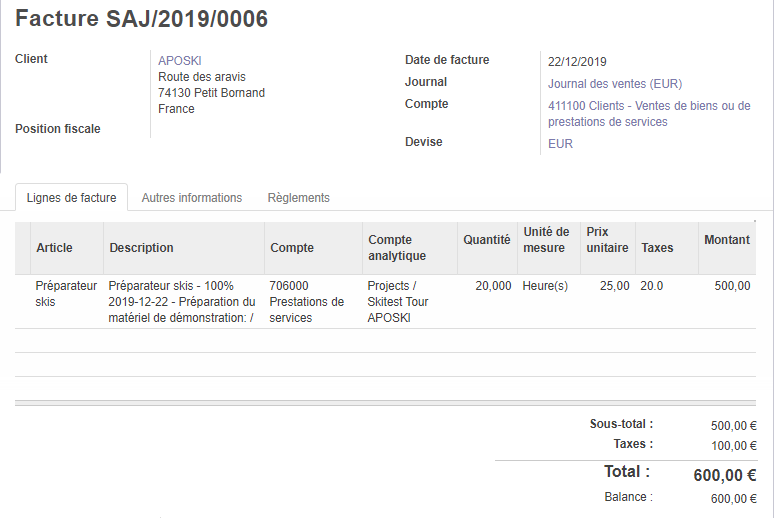 Facture SAJ/2019/0006
Client
APOSKI
Route des aravis
74130 Petit Bornand
France
Position fiscale
Date de facture 22/12/2019
Journal Journal des ventes (EUR)
Compte 411100 Clients - Ventes de biens ou de
prestations de services
Devise EUR
Lignes de facture Autres informations Règlements
Article Description Compte Compte analytique Quantité Unité de mesure Prix unitaire Taxes Montant
Préparateur skis
Préparateur skis - 100%
2019-12-22 - Préparation du
matériel de démonstration: /
706000
Prestations de
services
Projects /
Skitest Tour
APOSKI
20,000 Heure(s) 25,00 20.0 500,00
Sous-total : 500,00 €
Taxes : 100,00 €
Total : 600,00 €
Balance : 600,00 €